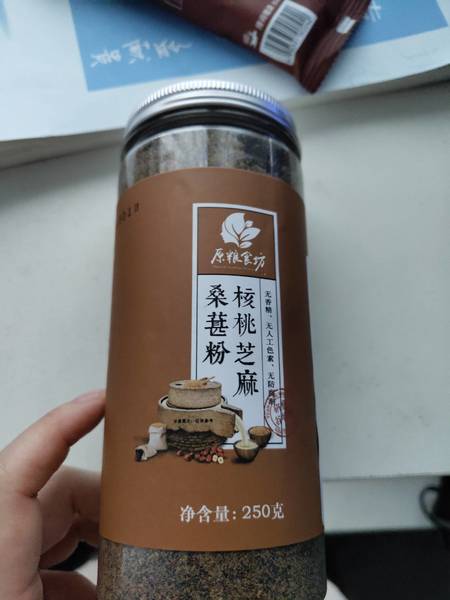 原粮食坊
核桃芝麻
桑葚粉
无香精、无人工色素、无防腐剂
净含量：250克